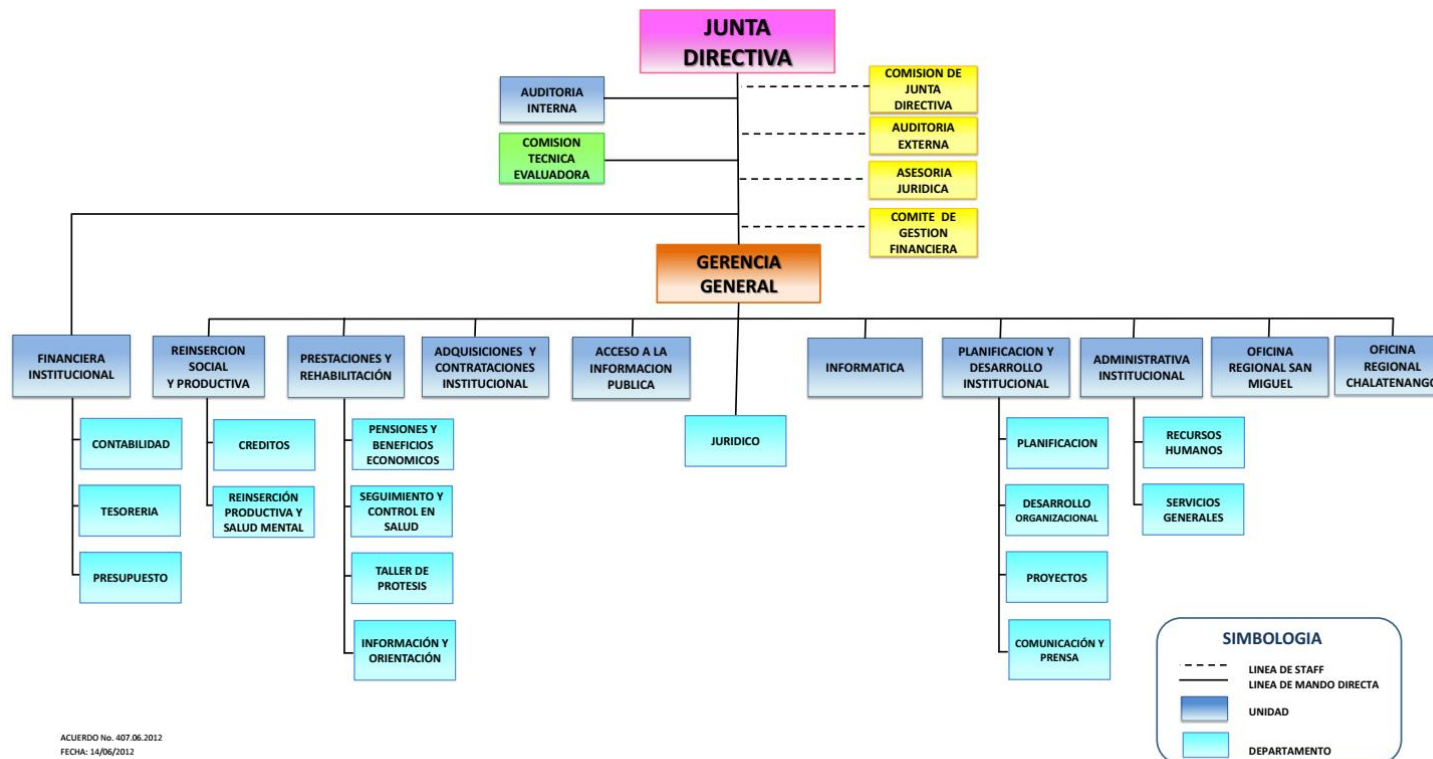 JUNTA
DIRECTIVA
AUDITORIA
INTERNA
COMISION DE
JUNTA
DIRECTIVA
COMISION
TECNICA
EVALUADORA
AUDITORIA
EXTERNA
ASESORIA
JURIDICA
COMITE DE
GESTION
FINANCIERA
GERENCIA
GENERAL
FINANCIERA
INSTITUCIONAL
REINSERCION
SOCIAL
Y PRODUCTIVA
PRESTACIONES Y
REHABILITACIÓN
ADQUISICIONES Y
CONTRATACIONES
INSTITUCIONAL
ACCESO A LA
INFORMACION
PUBLICA
INFORMATICA
PLANIFICACION Y
DESARROLLO
INSTITUCIONAL
ADMINISTRATIVA
INSTITUCIONAL
OFICINA
REGIONAL SAN
MIGUEL
OFICINA
REGIONAL
CHALATENANGO
CONTABILIDAD
TESORERIA
PRESUPUESTO
CREDITOS
REINSERCIÓN
PRODUCTIVA Y
SALUD MENTAL
PENSIONES Y
BENEFICIOS
ECONOMICOS
SEGUIMIENTO Y
CONTROL EN
SALUD
TALLER DE
PROTESIS
INFORMACIÓN Y
ORIENTACIÓN
JURIDICO
PLANIFICACION
DESARROLLO
ORGANIZACIONAL
PROYECTOS
COMUNICACIÓN Y
PRENSA
RECURSOS
HUMANOS
SERVICIOS
GENERALES
SIMBOLOGIA
LINEA DE STAFF
LINEA DE MANDO DIRECTA
UNIDAD
DEPARTAMENTO
ACUERDO No. 407.06.2012
FECHA: 14/06/2012